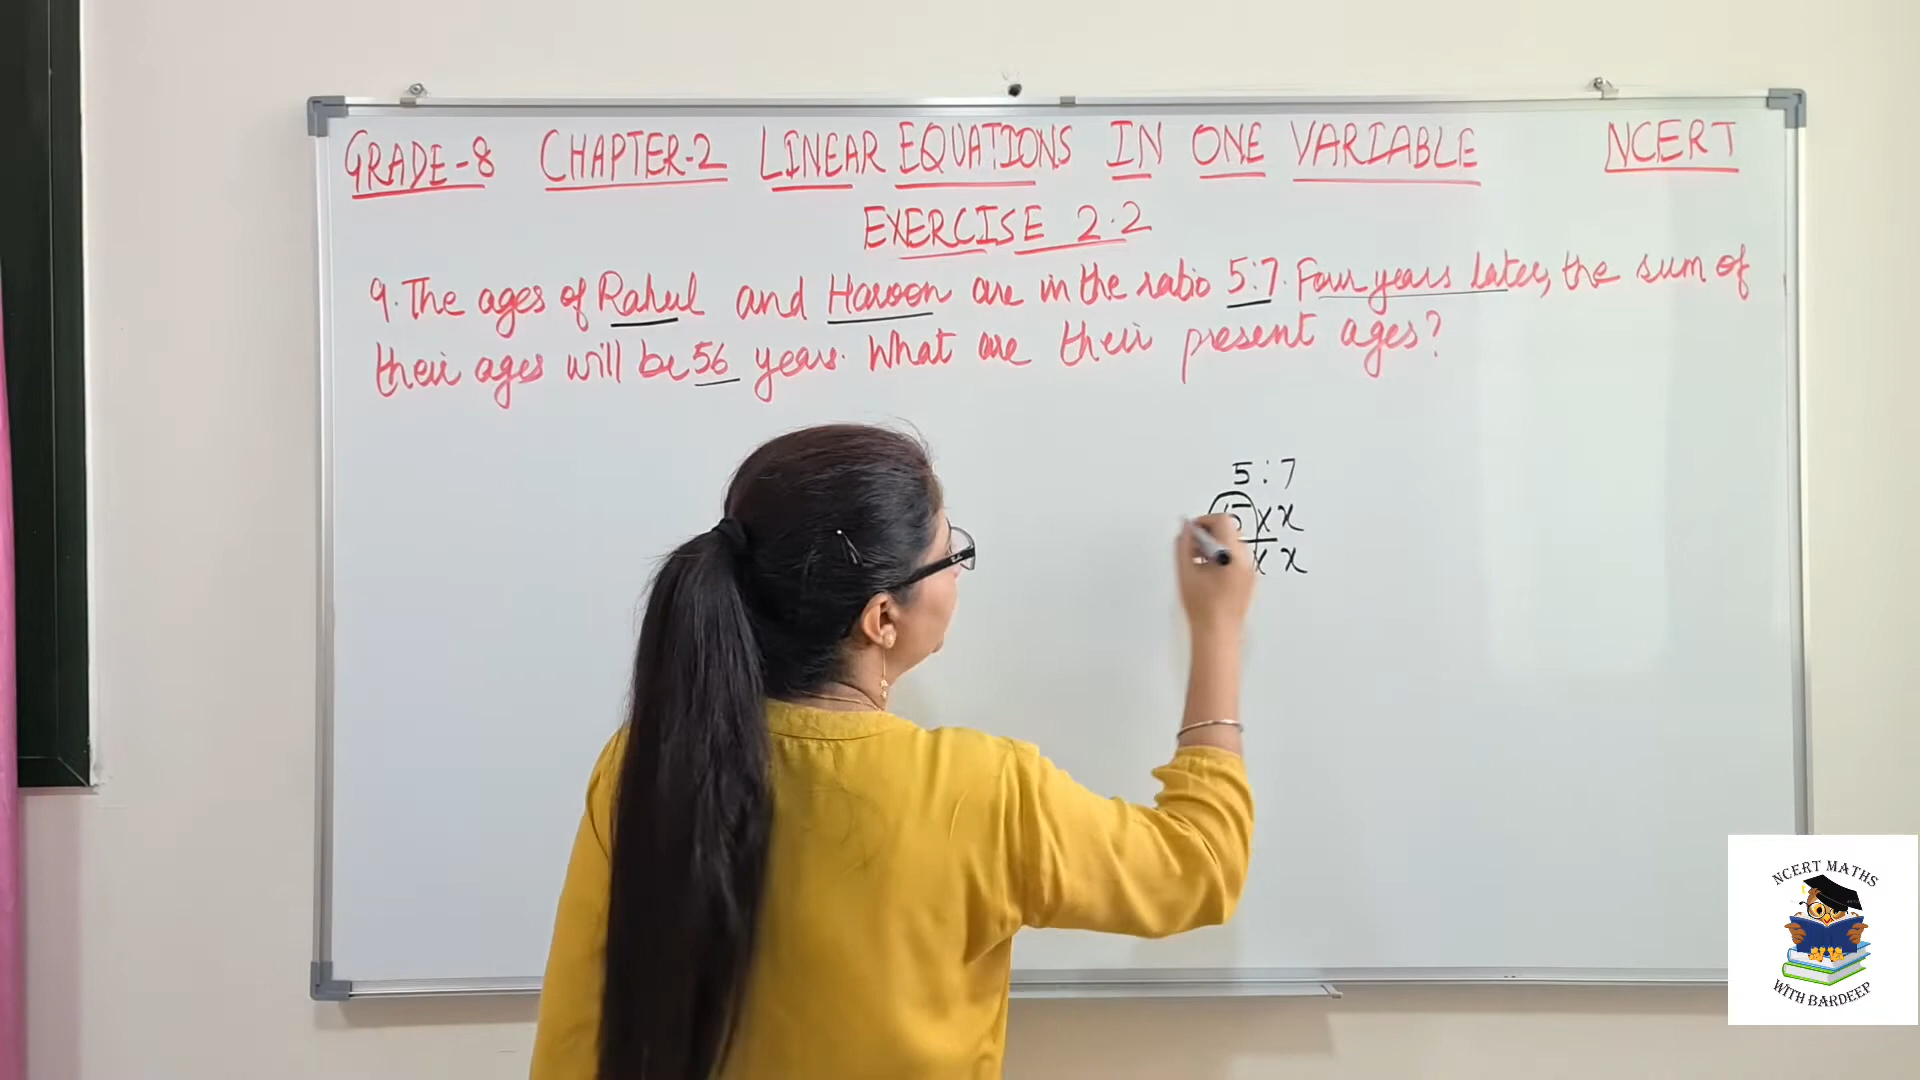 GRADE-8 CHAPTER-2 LINEAR EQUATIONS IN ONE VARIABLE NCERT
EXERCISE 2.2
9. The ages of Rahul and Haroon are in the ratio 5:7. Four years later, the sum of
their ages will be 56 years. What are their present ages?
5:7
5 x x
x x
NCERT MATHS
WITH BARDEEP